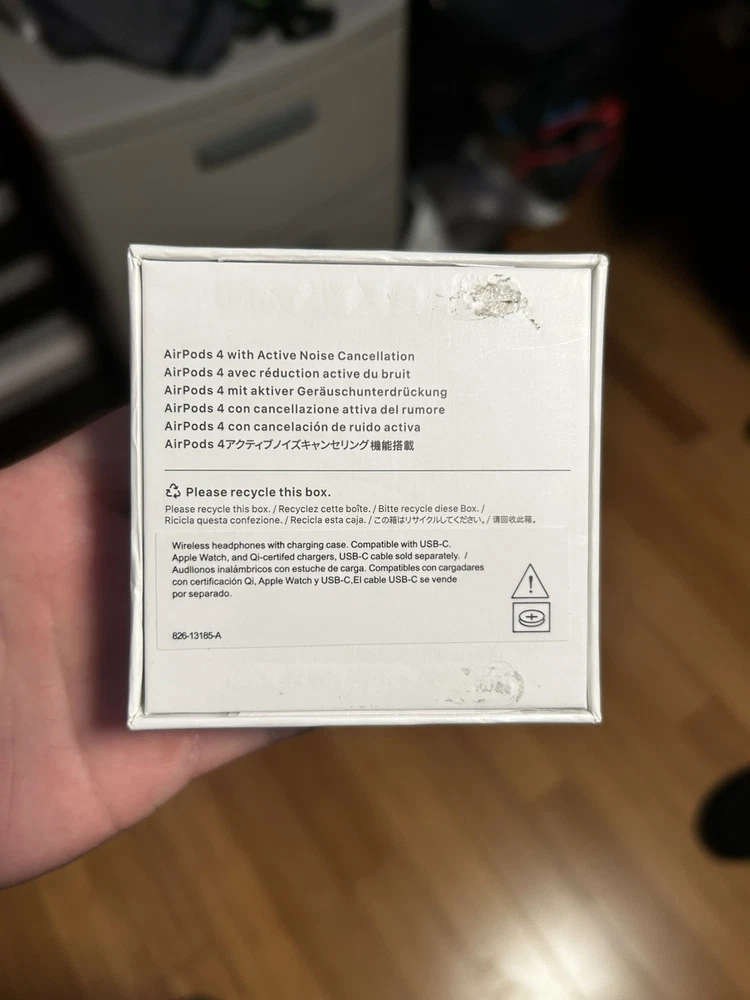 AirPods 4 with Active Noise Cancellation
AirPods 4 avec réduction active du bruit
AirPods 4 mit aktiver Geräuschunterdrückung
AirPods 4 con cancellazione attiva del rumore
AirPods 4 con cancelación de ruido activa
AirPods 4アクティブノイズキャンセリング機能搭載
Please recycle this box.
Please recycle this box. / Recyclez cette boîte. / Bitte recycle diese Box. /
Ricicla questa confezione. / Recicla esta caja. / この箱はリサイクルしてください。/ 请回收此箱。
Wireless headphones with charging case. Compatible with USB-C.
Apple Watch, and Qi-certifed chargers, USB-C cable sold separately. /
Audllonos inalámbricos con estuche de carga. Compatibles con cargadares
con certificación Qi, Apple Watch y USB-C,El cable USB-C se vende
por separado.
826-13185-A